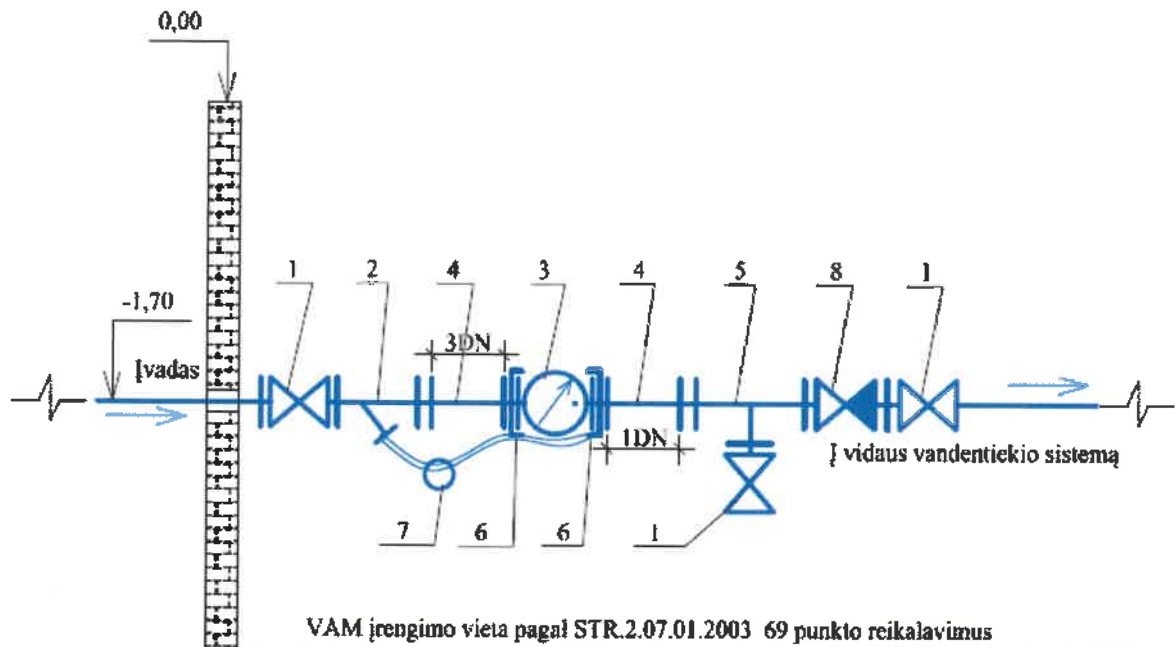 0,00
1 2 4 3 4 5 8 1
-1,70
3DN
Įvadas
1DN
Į vidaus vandentiekio sistemą
7 6 6 1
VAM įrengimo vieta pagal STR.2.07.01.2003 69 punkto reikalavimus